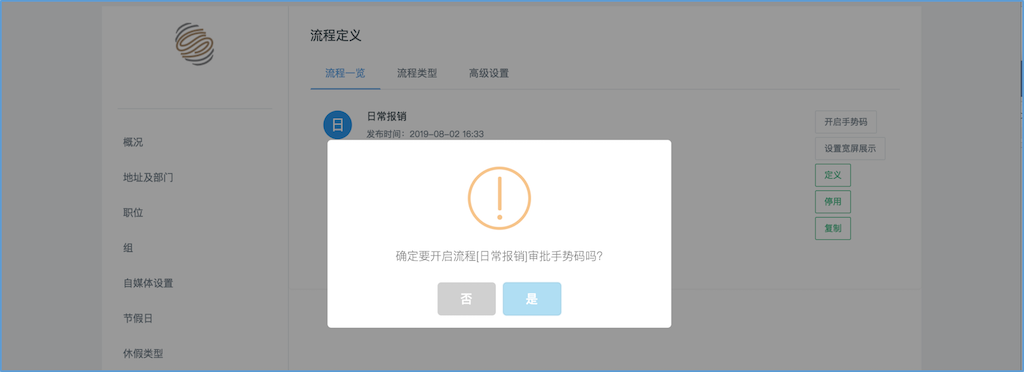 流程定义
流程一览 流程类型 高级设置
日
日常报销
发布时间：2019-08-02 16:33
开启手势码
设置宽屏展示
定义
停用
复制
概况
地址及部门
职位
组
自媒体设置
节假日
休假类型
确定要开启流程[日常报销]审批手势码吗?
否 是